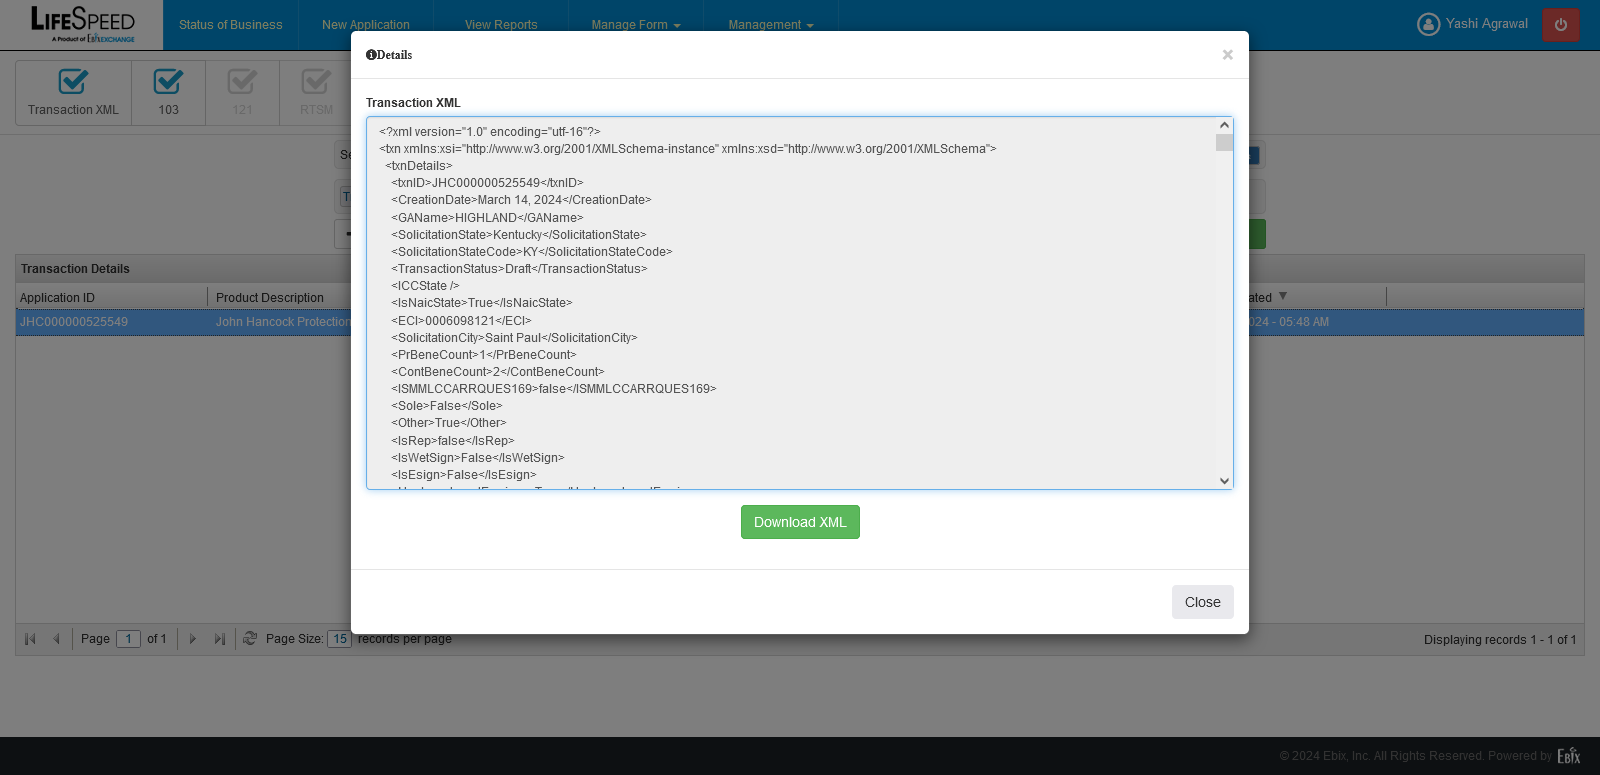 LIFESPEED
A Product of Ebix EXCHANGE
Status of Business
New Application
View Reports
Manage Form
Management
Yashi Agrawal
Details
×
Transaction XML
103
121
RTSM
Transaction XML
<?xml version="1.0" encoding="utf-16"?>
<txn xmlns:xsi="http://www.w3.org/2001/XMLSchema-instance" xmlns:xsd="http://www.w3.org/2001/XMLSchema">
<txnDetails>
<txnID>JHC000000525549</txnID>
<CreationDate>March 14, 2024</CreationDate>
<GAName>HIGHLAND</GAName>
<SolicitationState>Kentucky</SolicitationState>
<SolicitationStateCode>KY</SolicitationStateCode>
<TransactionStatus>Draft</TransactionStatus>
<ICCState />
<IsNaicState>True</IsNaicState>
<ECI>0006098121</ECI>
<SolicitationCity>Saint Paul</SolicitationCity>
<PrBeneCount>1</PrBeneCount>
<ContBeneCount>2</ContBeneCount>
<ISMMLCCARRQUES169>false</ISMMLCCARRQUES169>
<Sole>False</Sole>
<Other>True</Other>
<IsRep>false</IsRep>
<IsWetSign>False</IsWetSign>
<IsEsign>False</IsEsign>
Download XML
Close
Transaction Details
Application ID
Product Description
ated
JHC000000525549
John Hancock Protection
024 - 05:48 AM
Page 1 of 1
Page Size: 15 records per page
Displaying records 1 - 1 of 1
© 2024 Ebix, Inc. All Rights Reserved. Powered by EbIX